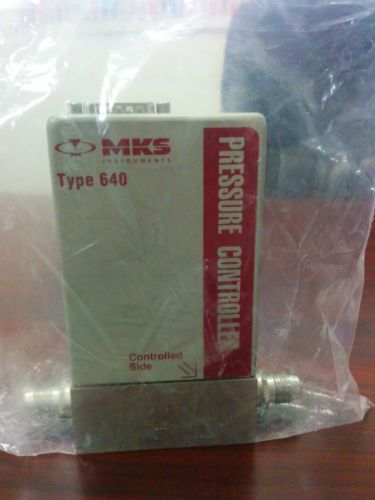 MKS
INSTRUMENTS
Type 640
PRESSURE CONTROLLER
Controlled
Side